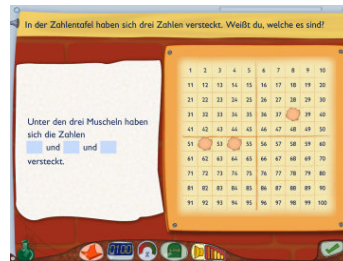 In der Zahlentafel haben sich drei Zahlen versteckt. Weißt du, welche es sind?
Unter den drei Muscheln haben
sich die Zahlen
und und
versteckt.
1 2 3 4 5 6 7 8 9 10
11 12 13 14 15 16 17 18 19 20
21 22 23 24 25 26 27 28 29 30
31 32 33 34 35 36 37 39 40
41 42 43 44 45 46 47 48 49 50
51 53 55 56 57 58 59 60
61 62 63 64 65 66 67 68 69 70
71 72 73 74 75 76 77 78 79 80
81 82 83 84 85 86 87 88 89 90
91 92 93 94 95 96 97 98 99 100
01:00